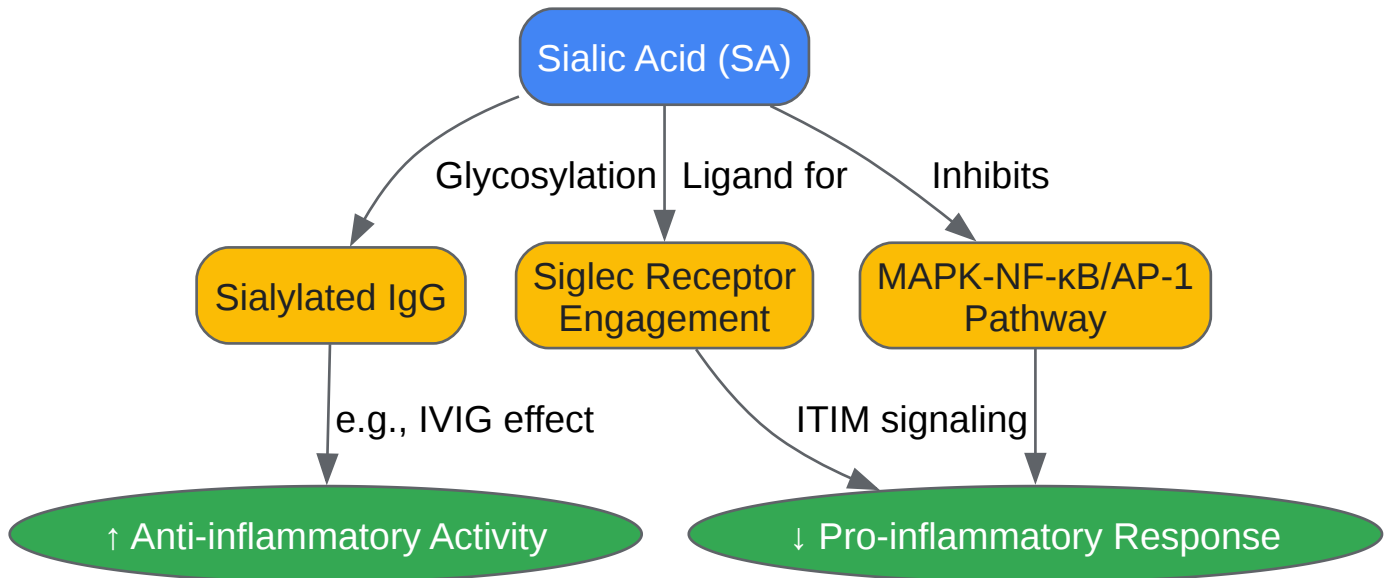 Sialic Acid (SA)
Glycosylation
Ligand for
Inhibits
Sialylated IgG
Siglec Receptor
Engagement
MAPK-NF-κB/AP-1
Pathway
e.g., IVIG effect
ITIM signaling
↑ Anti-inflammatory Activity
↓ Pro-inflammatory Response